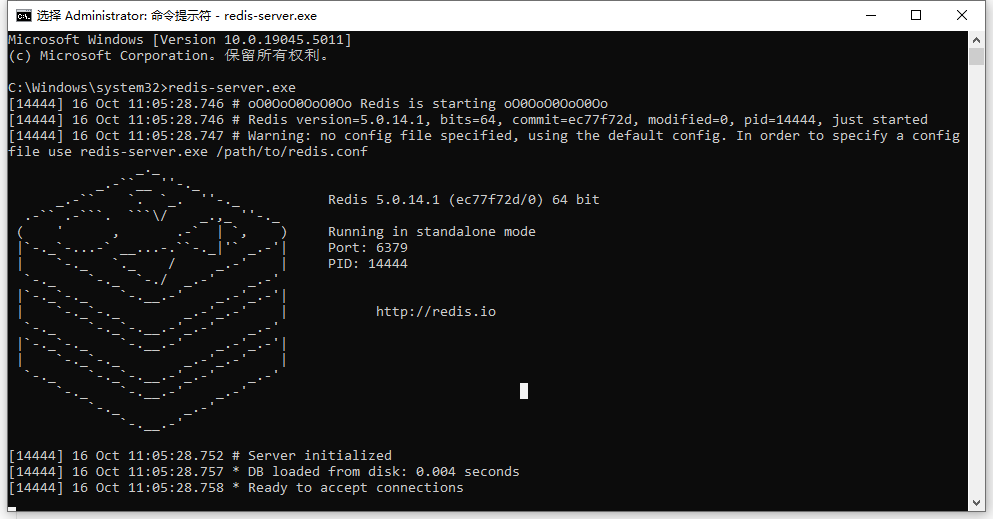 选择 Administrator: 命令提示符 - redis-server.exe
Microsoft Windows [Version 10.0.19045.5011]
(c) Microsoft Corporation。保留所有权利。
C:\Windows\system32>redis-server.exe
[14444] 16 Oct 11:05:28.746 # oO0OoO0OoO0Oo Redis is starting oO0OoO0OoO0Oo
[14444] 16 Oct 11:05:28.746 # Redis version=5.0.14.1, bits=64, commit=ec77f72d, modified=0, pid=14444, just started
[14444] 16 Oct 11:05:28.747 # Warning: no config file specified, using the default config. In order to specify a config
file use redis-server.exe /path/to/redis.conf
Redis 5.0.14.1 (ec77f72d/0) 64 bit
Running in standalone mode
Port: 6379
PID: 14444
http://redis.io
[14444] 16 Oct 11:05:28.752 # Server initialized
[14444] 16 Oct 11:05:28.757 * DB loaded from disk: 0.004 seconds
[14444] 16 Oct 11:05:28.758 * Ready to accept connections